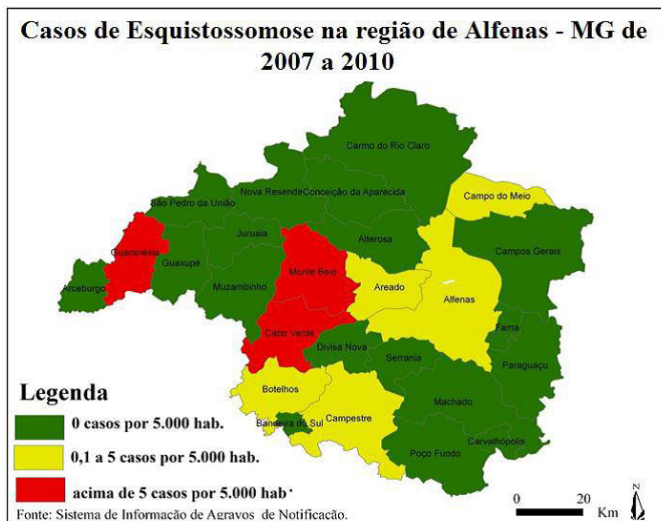 Casos de Esquistossomose na região de Alfenas - MG de
2007 a 2010
Carmo do Rio Claro
Campo do Meio
Nova Resende
Conceição da Aparecida
São Pedro da União
Campos Gerais
Juruaia
Alterosa
Guaranésia
Guaxupé
Monte Belo
Muzambinho
Areado
Arceburgo
Alfenas
Fama
Cabo Verde
Divisa Nova
Serrania
Paraguaçu
Botelhos
Machado
Bandeira do Sul
Campestre
Carvalhópolis
Poço Fundo
Legenda
0 casos por 5.000 hab.
0,1 a 5 casos por 5.000 hab.
acima de 5 casos por 5.000 hab.
Fonte: Sistema de Informação de Agravos de Notificação.
0 20 40
Km
N